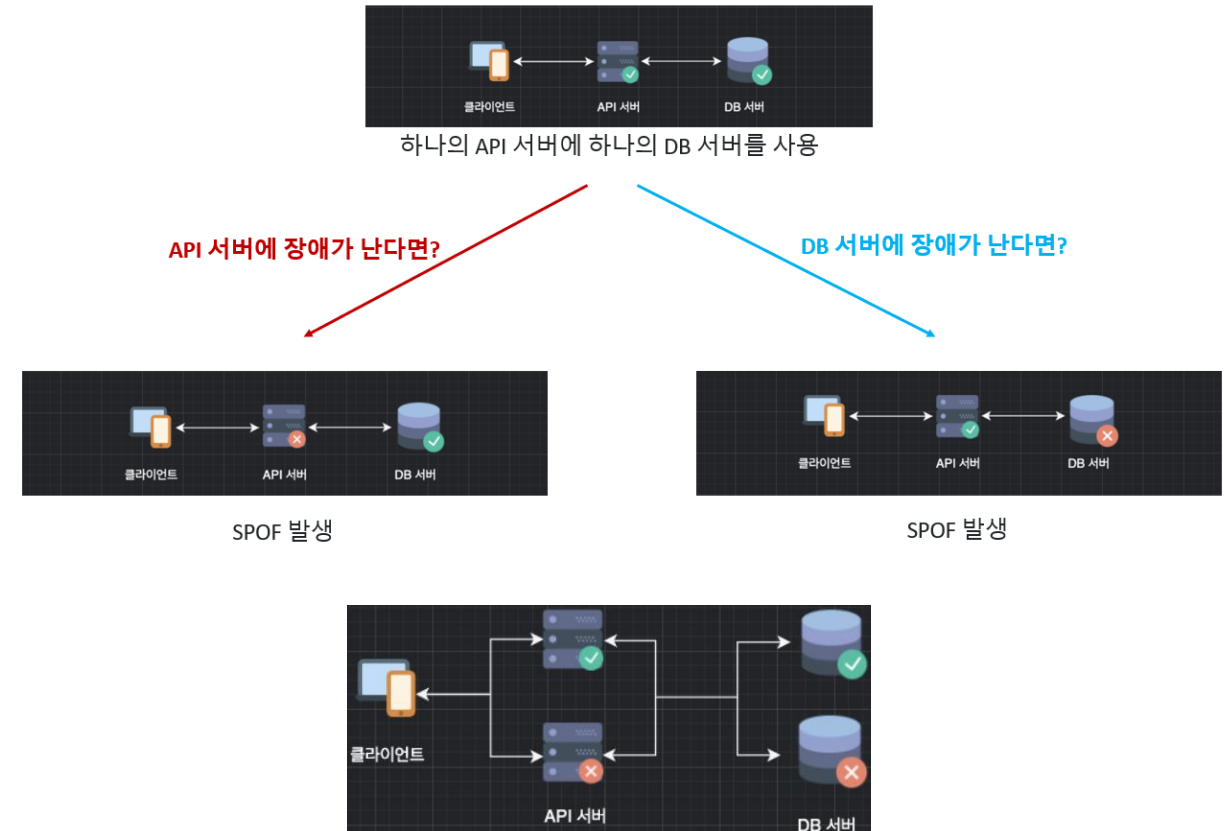 클라이언트
API 서버
DB 서버
하나의 API 서버에 하나의 DB 서버를 사용
API 서버에 장애가 난다면?
DB 서버에 장애가 난다면?
클라이언트
API 서버
DB 서버
클라이언트
API 서버
DB 서버
SPOF 발생
SPOF 발생
클라이언트
API 서버
DB 서버